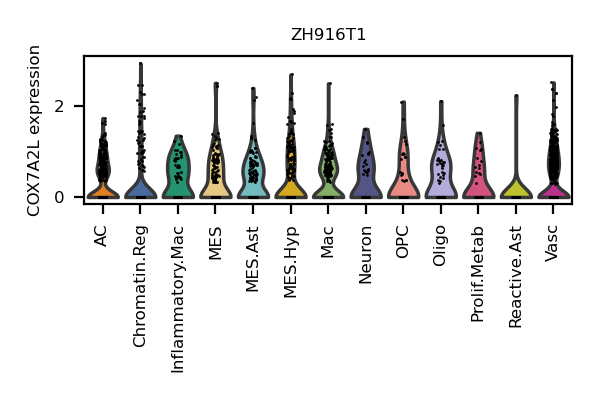 ZH916T1
COX7A2L expression
2
0
AC
Chromatin.Reg
Inflammatory.Mac
MES
MES.Ast
MES.Hyp
Mac
Neuron
OPC
Oligo
Prolif.Metab
Reactive.Ast
Vasc